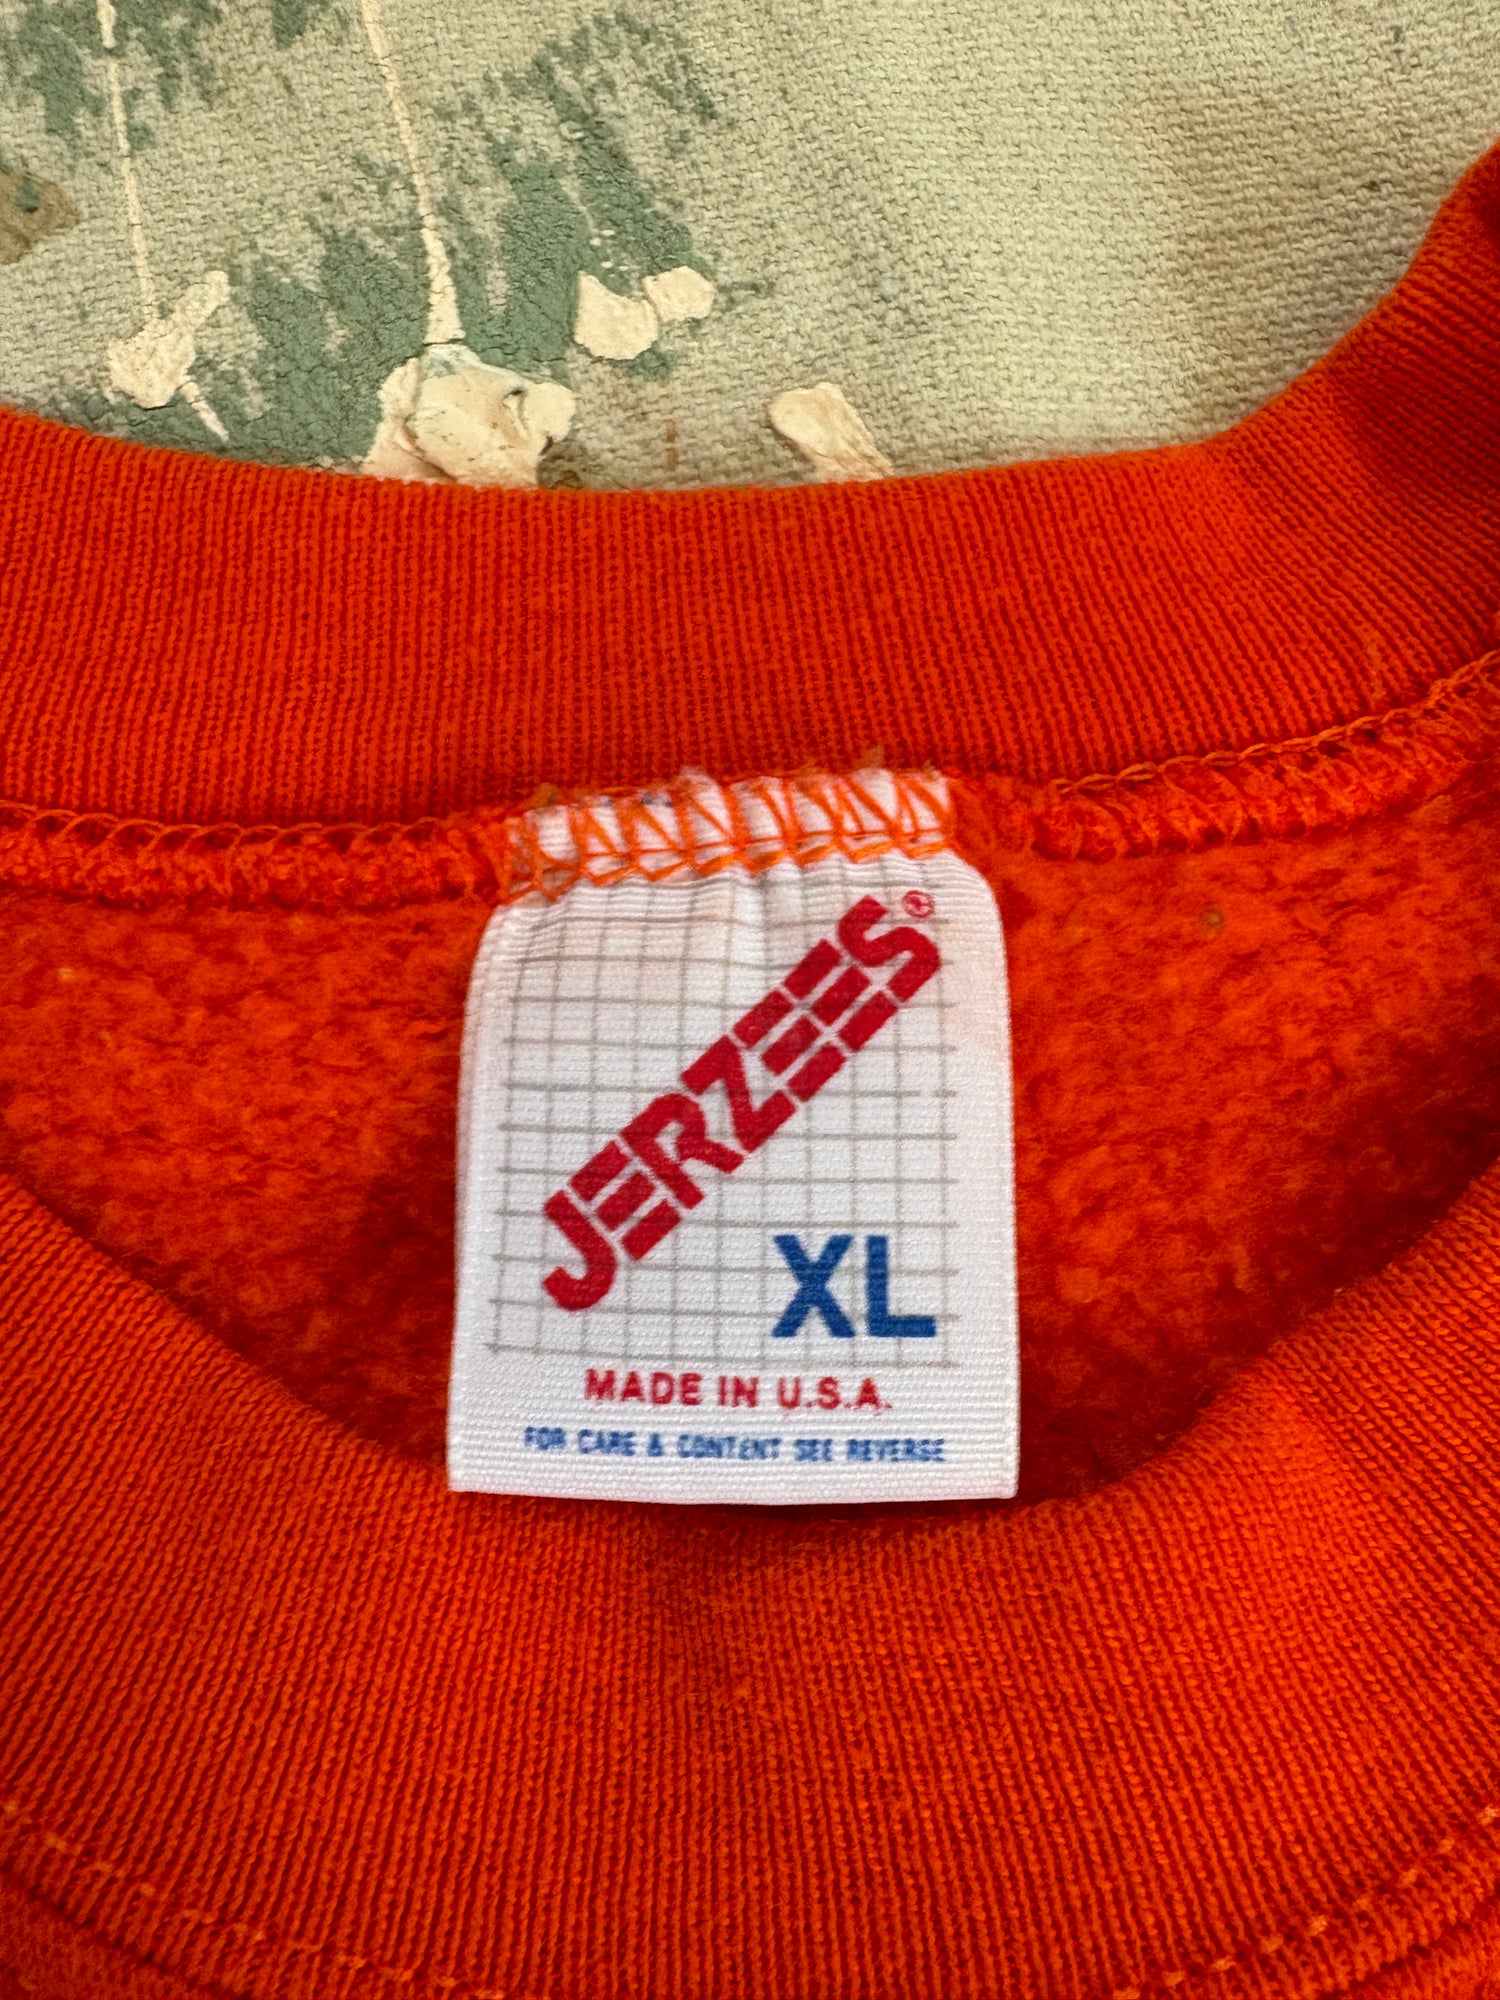 JERZEES®
XL
MADE IN U.S.A.
FOR CARE & CONTENT SEE REVERSE